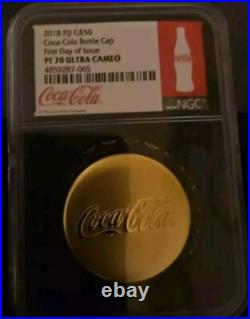 2018 FIJI G$50
Coca-Cola Bottle Cap
First Day of Issue
PF 70 ULTRA CAMEO
4859287-065
Coca-Cola
NGC
Coca-Cola